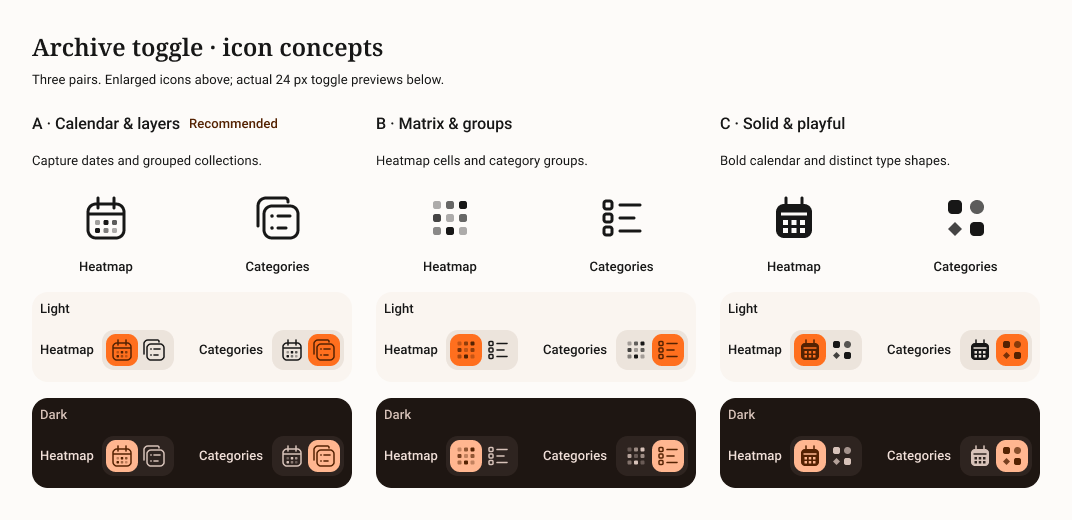 Archive toggle · icon concepts
Three pairs. Enlarged icons above; actual 24 px toggle previews below.
A · Calendar & layers Recommended
Capture dates and grouped collections.
Heatmap Categories
Light
Heatmap Categories
Dark
Heatmap Categories
B · Matrix & groups
Heatmap cells and category groups.
Heatmap Categories
Light
Heatmap Categories
Dark
Heatmap Categories
C · Solid & playful
Bold calendar and distinct type shapes.
Heatmap Categories
Light
Heatmap Categories
Dark
Heatmap Categories